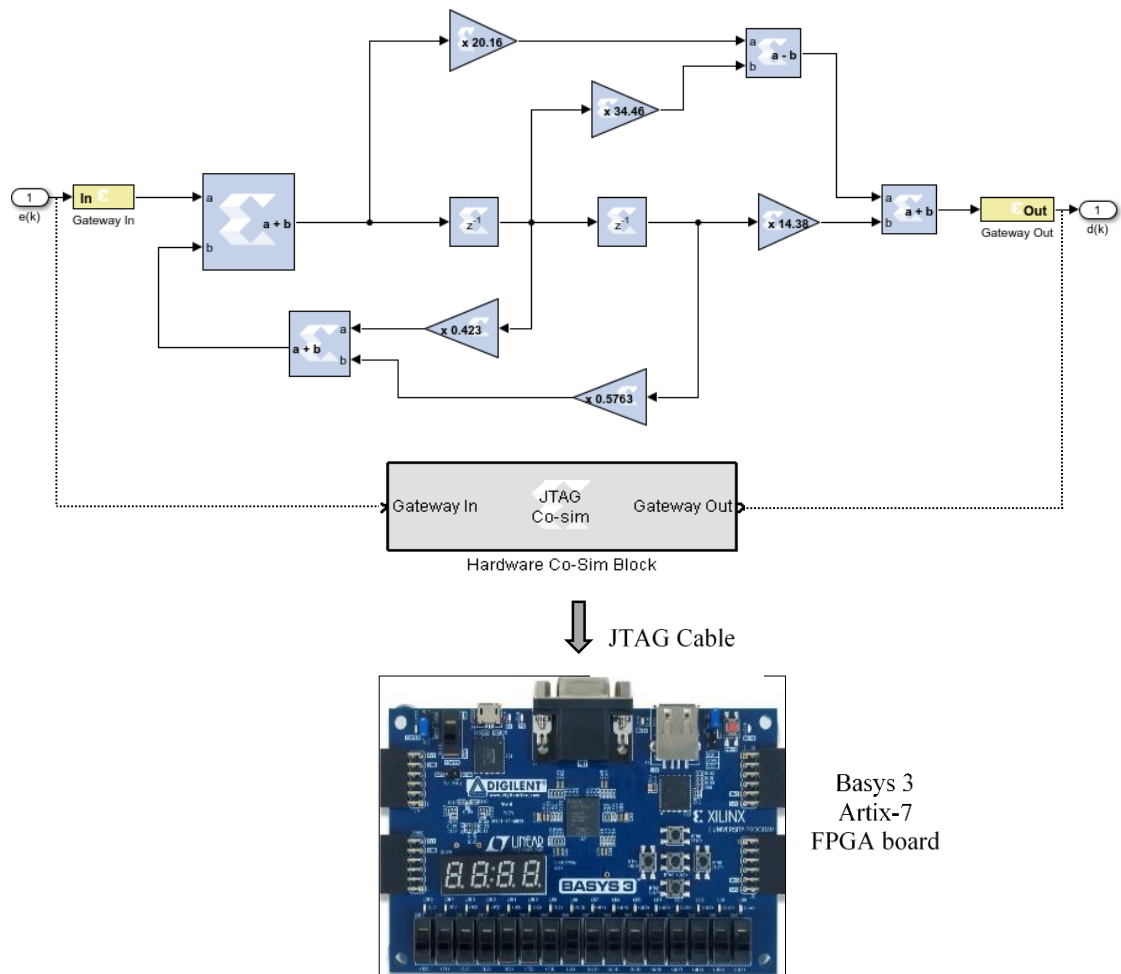 x 20.16
a
b
a - b
x 34.46
1
e(k)
In
Gateway In
a
b
a + b
z⁻¹
z⁻¹
x 14.38
a
b
a + b
Out
Gateway Out
1
d(k)
a
b
a + b
x 0.423
x 0.5763
Gateway In
JTAG
Co-sim
Gateway Out
Hardware Co-Sim Block
JTAG Cable
DIGILENT
XILINX
UNIVERSITY PROGRAM
LINEAR
BASYS 3
Basys 3
Artix-7
FPGA board